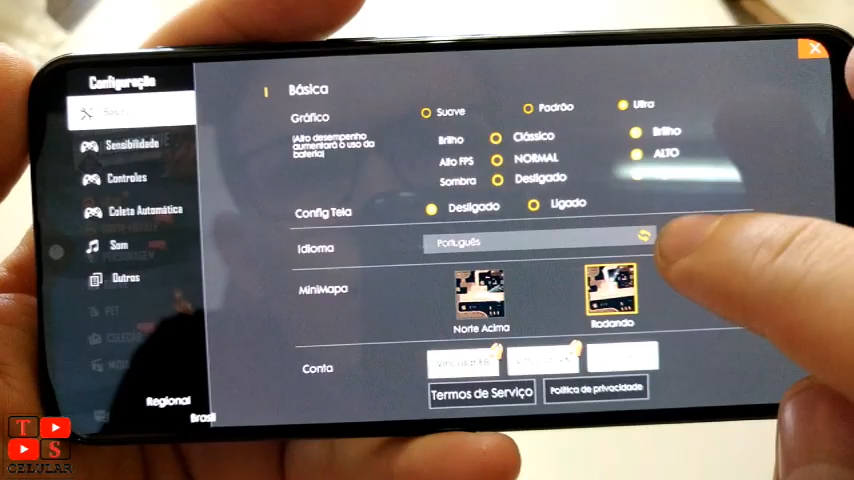 Configuração
Básica
Sensibilidade
Controles
Coleta Automática
Som
Outros
PET
Regional
Brasil
Básica
Gráfico
(Alto desempenho
aumentará o uso da
bateria)
Suave
Padrão
Ultra
Brilho
Clássico
Brilho
Alto FPS
NORMAL
ALTO
Sombra
Desligado
Config Tela
Desligado
Ligado
Idioma
Português
MiniMapa
Norte Acima
Rodando
Conta
Termos de Serviço
Política de privacidade
T
S
CELULAR